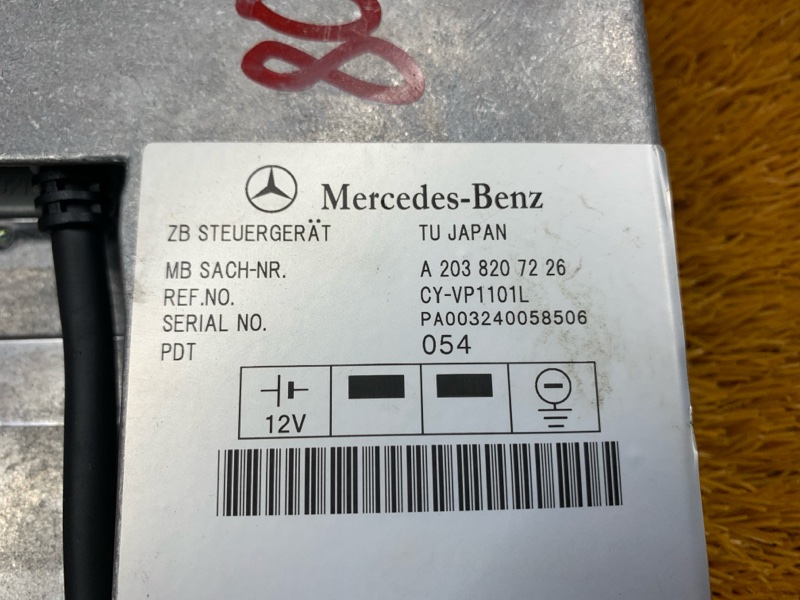 80
Mercedes-Benz
ZB STEUERGERÄT TU JAPAN
MB SACH-NR. A 203 820 72 26
REF.NO. CY-VP1101L
SERIAL NO. PA003240058506
PDT 054
12V